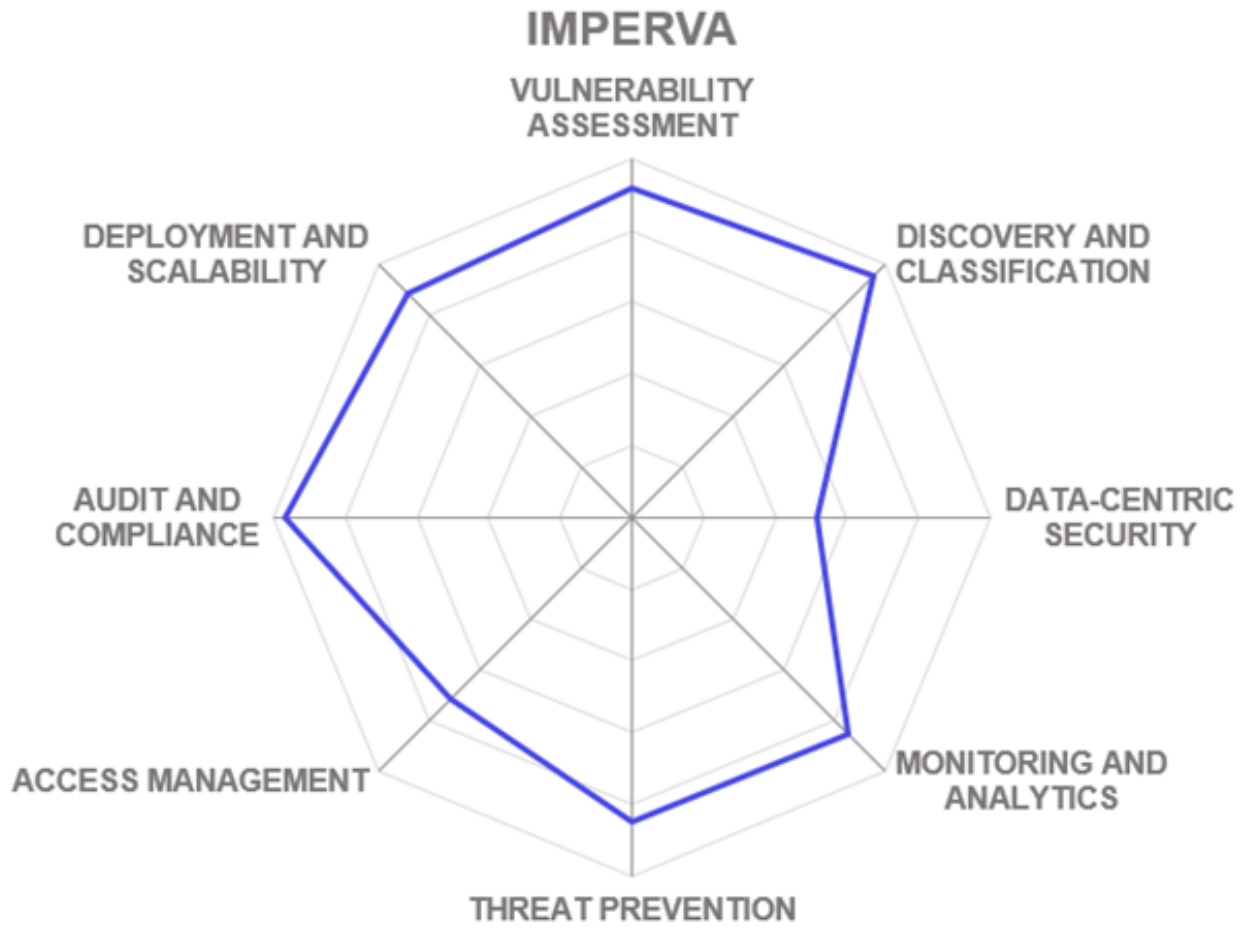 IMPERVA
VULNERABILITY
ASSESSMENT
DEPLOYMENT AND
SCALABILITY
DISCOVERY AND
CLASSIFICATION
AUDIT AND
COMPLIANCE
DATA-CENTRIC
SECURITY
ACCESS MANAGEMENT
MONITORING AND
ANALYTICS
THREAT PREVENTION